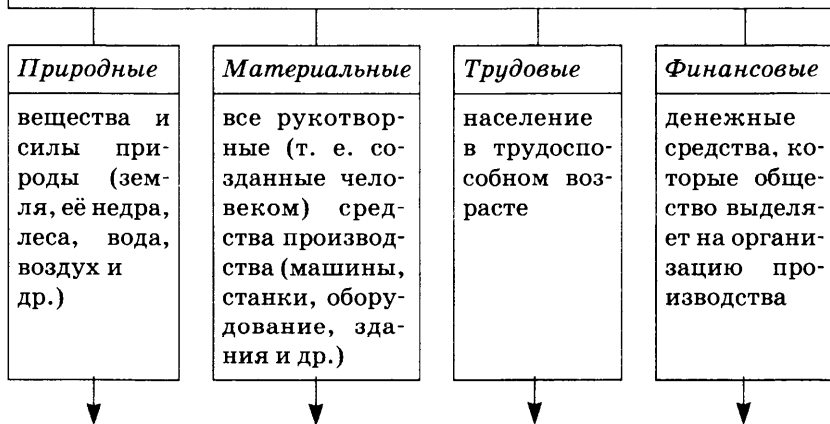 Природные
вещества и
силы при-
роды (зем-
ля, её недра,
леса, вода,
воздух и
др.)
Материальные
все рукотвор-
ные (т. е. со-
зданные чело-
веком) сред-
ства производ-
ства (машины,
станки, обору-
дование, зда-
ния и др.)
Трудовые
население
в трудоспо-
собном воз-
расте
Финансовые
денежные
средства, ко-
торые обще-
ство выделя-
ет на органи-
зацию про-
изводства